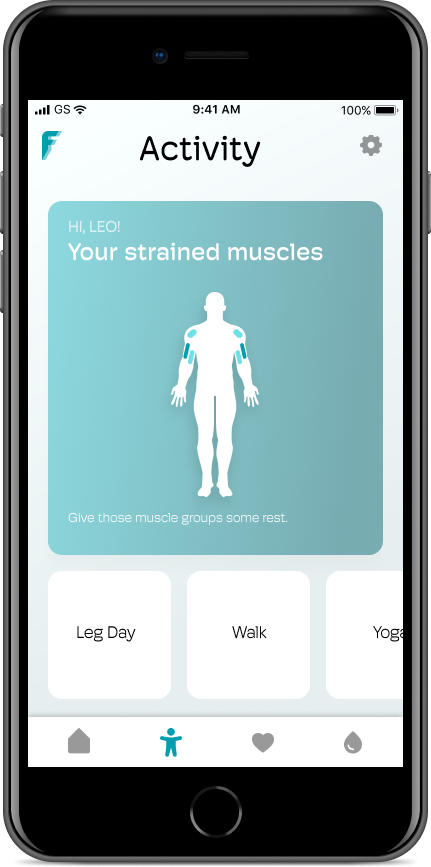 GS 9:41 AM 100%
Activity
HI, LEO!
Your strained muscles
Give those muscle groups some rest.
Leg Day Walk Yoga